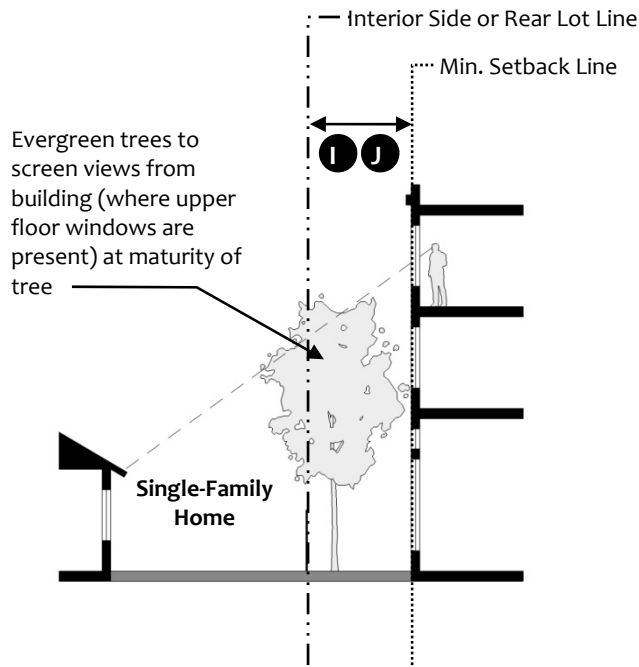 Interior Side or Rear Lot Line
Min. Setback Line
Evergreen trees to
screen views from
building (where upper
floor windows are
present) at maturity of
tree
I J
Single-Family
Home